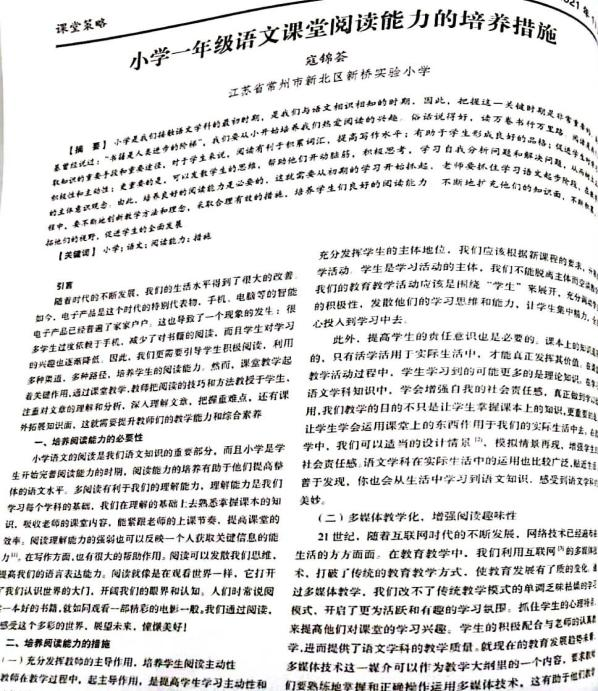 课堂策略
2021年1
小学一年级语文课堂阅读能力的培养措施
寇锦荟
江苏省常州市新北区新桥实验小学
【摘 要】小学是我们接触语文学科的最初时期，是我们与语文相识相知的时期，因此，把握这一关键时期是非常重要的
基曾经说过：“书籍是人类进步的阶梯”，我们要从小开始培养我们热爱阅读的兴趣。俗话说得好，读万卷书行万里路
取知识的重要手段和重要途径，对于学生来说，阅读有利于积累词汇，提高写作水平；有助于学生形成良好的品格；促进学生
积极性和主动性；更重要的是，可以发散学生的思维，帮助他们开动脑筋，积极思考，学习自我分析问题和解决问题，从而
的主体意识观念。由此，培养良好的阅读能力是必要的，这就需要从初期的学习开始抓起，老师要抓住学习语文起步阶段，在教
程中，要不断地创新教学方法和理念，采取合理有效的措施，培养学生们良好的阅读能力，不断地扩充他们的知识面，不断
拓他们的视野，促进学生的全面发展
【关键词】小学；语文；阅读能力；措施
引言
随着时代的不断发展，我们的生活水平得到了很大的改善。
如今，电子产品是这个时代的特别代表物，手机、电脑等的智能
电子产品已经普遍了家家户户。这也导致了一个现象的发生：很
多学生过度依赖于手机，减少了对书籍的阅读，而且学生对学习
的兴趣也逐渐降低。因此，我们更需要引导学生积极阅读，利用
多种渠道，多种路径，培养学生的阅读能力。然而，课堂教学起
着关键作用，通过课堂教学，教师把阅读的技巧和方法教授于学生，
注重对文章的理解和分析，深入理解文章，把握重难点，还有课
外拓展知识面，这就需要提升教师们的教学能力和综合素养
一、培养阅读能力的必要性
小学语文的阅读是我们语文知识的重要部分，而且小学是学
生开始完善阅读能力的时期，阅读能力的培养有助于他们提高整
体的语文水平。多阅读有利于我们的理解能力，理解能力是我们
学习每个学科的基础，我们在理解的基础上去熟悉掌握课本的知
识，吸收老师的课堂内容，能紧跟老师的上课节奏，提高课堂的
效率。阅读理解能力的强弱也可以反映一个人获取关键信息的能
力[1]。在写作方面，也有很大的帮助作用。阅读可以发散我们思维，
提高我们的语言表达能力。阅读就像是在观看世界一样，它打开
了我们认识世界的大门，开阔我们的眼界和认知。人们时常说阅
读一本好的书籍，就如同观看一部精彩的电影一般，我们通过阅读，
感受这个多彩的世界，展望未来，憧憬美好！
二、培养阅读能力的措施
（一）充分发挥教师的主导作用，培养学生阅读主动性
教师在教学过程中，起主导作用，是提高学生学习主动性和
充分发挥学生的主体地位，我们应该根据新课程的要求，
学活动。学生是学习活动的主体，我们不能脱离主体
我们的教育教学活动应该是围绕“学生”来展开，充分
的积极性，发散他们的学习思维和能力，让学生集中精力，
心投入到学习中去。
此外，提高学生的责任意识也是必要的。课本上的知识
的，只有活学活用于实际生活中，才能真正发挥其价值。
教学活动过程中，学生学习到的可能更多的是理论知识，
语文学科知识中，学会增强自我的社会责任感，真正做到学以
用，我们教学的目的不只是让学生掌握课本上的知识，更重要的是
让学生学会运用课堂上的东西作用于我们的实际生活中去，在
学中，我们可以适当的设计情景[2]，模拟情景再现，增强学生
社会责任感。语文学科在实际生活中的运用也比较广泛，贴近生
善于发现，你也会从生活中学习到语文知识，感受到语文学科
美妙。
（二）多媒体教学化，增强阅读趣味性
21世纪，随着互联网时代的不断发展，网络技术已经遍布
生活的方方面面。在教育教学中，我们利用互联网[3]的多媒体技
术，打破了传统的教育教学方式，使教育发展有了质的变化。
过多媒体教学，我们改不了传统教学模式的单调乏味枯燥的学
模式，开启了更为活跃和有趣的学习氛围。抓住学生的心理特
来提高他们对课堂的学习兴趣。学生的积极配合与老师的认真
学，进而提供了语文学科的教学质量。就现在的教育发展趋势来看，
多媒体技术这一媒介可以作为教学大纲里的一个内容，要求教
们要熟练地掌握和正确操作运用多媒体技术，这有助于他们教